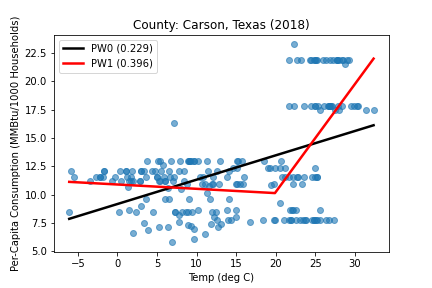 County: Carson, Texas (2018)
PW0 (0.229)
PW1 (0.396)
Per-Capita Consumption (MMBtu/1000 Households)
22.5
20.0
17.5
15.0
12.5
10.0
7.5
5.0
−5 0 5 10 15 20 25 30
Temp (deg C)